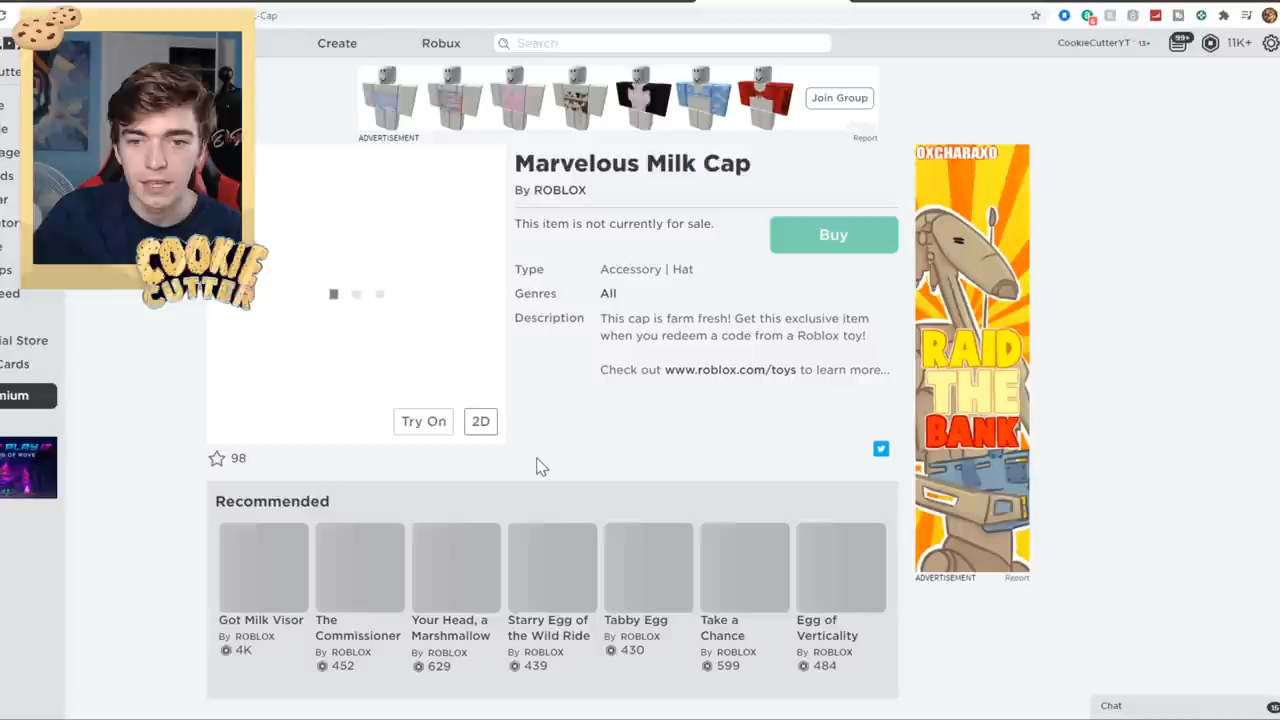 -Cap
Create
Robux
Search
CookieCutterYT 13+
99+
11K+
Join Group
ADVERTISEMENT
Report
COOKIE
CUTTER
Marvelous Milk Cap
By ROBLOX
This item is not currently for sale.
Buy
Type
Accessory | Hat
Genres
All
Description
This cap is farm fresh! Get this exclusive item
when you redeem a code from a Roblox toy!
Check out www.roblox.com/toys to learn more...
Try On
2D
98
OXCHARAXO
RAID
THE
BANK
ADVERTISEMENT
Report
Recommended
Got Milk Visor
By ROBLOX
4K
The
Commissioner
By ROBLOX
452
Your Head, a
Marshmallow
By ROBLOX
629
Starry Egg of
the Wild Ride
By ROBLOX
439
Tabby Egg
By ROBLOX
430
Take a
Chance
By ROBLOX
599
Egg of
Verticality
By ROBLOX
484
Chat
15